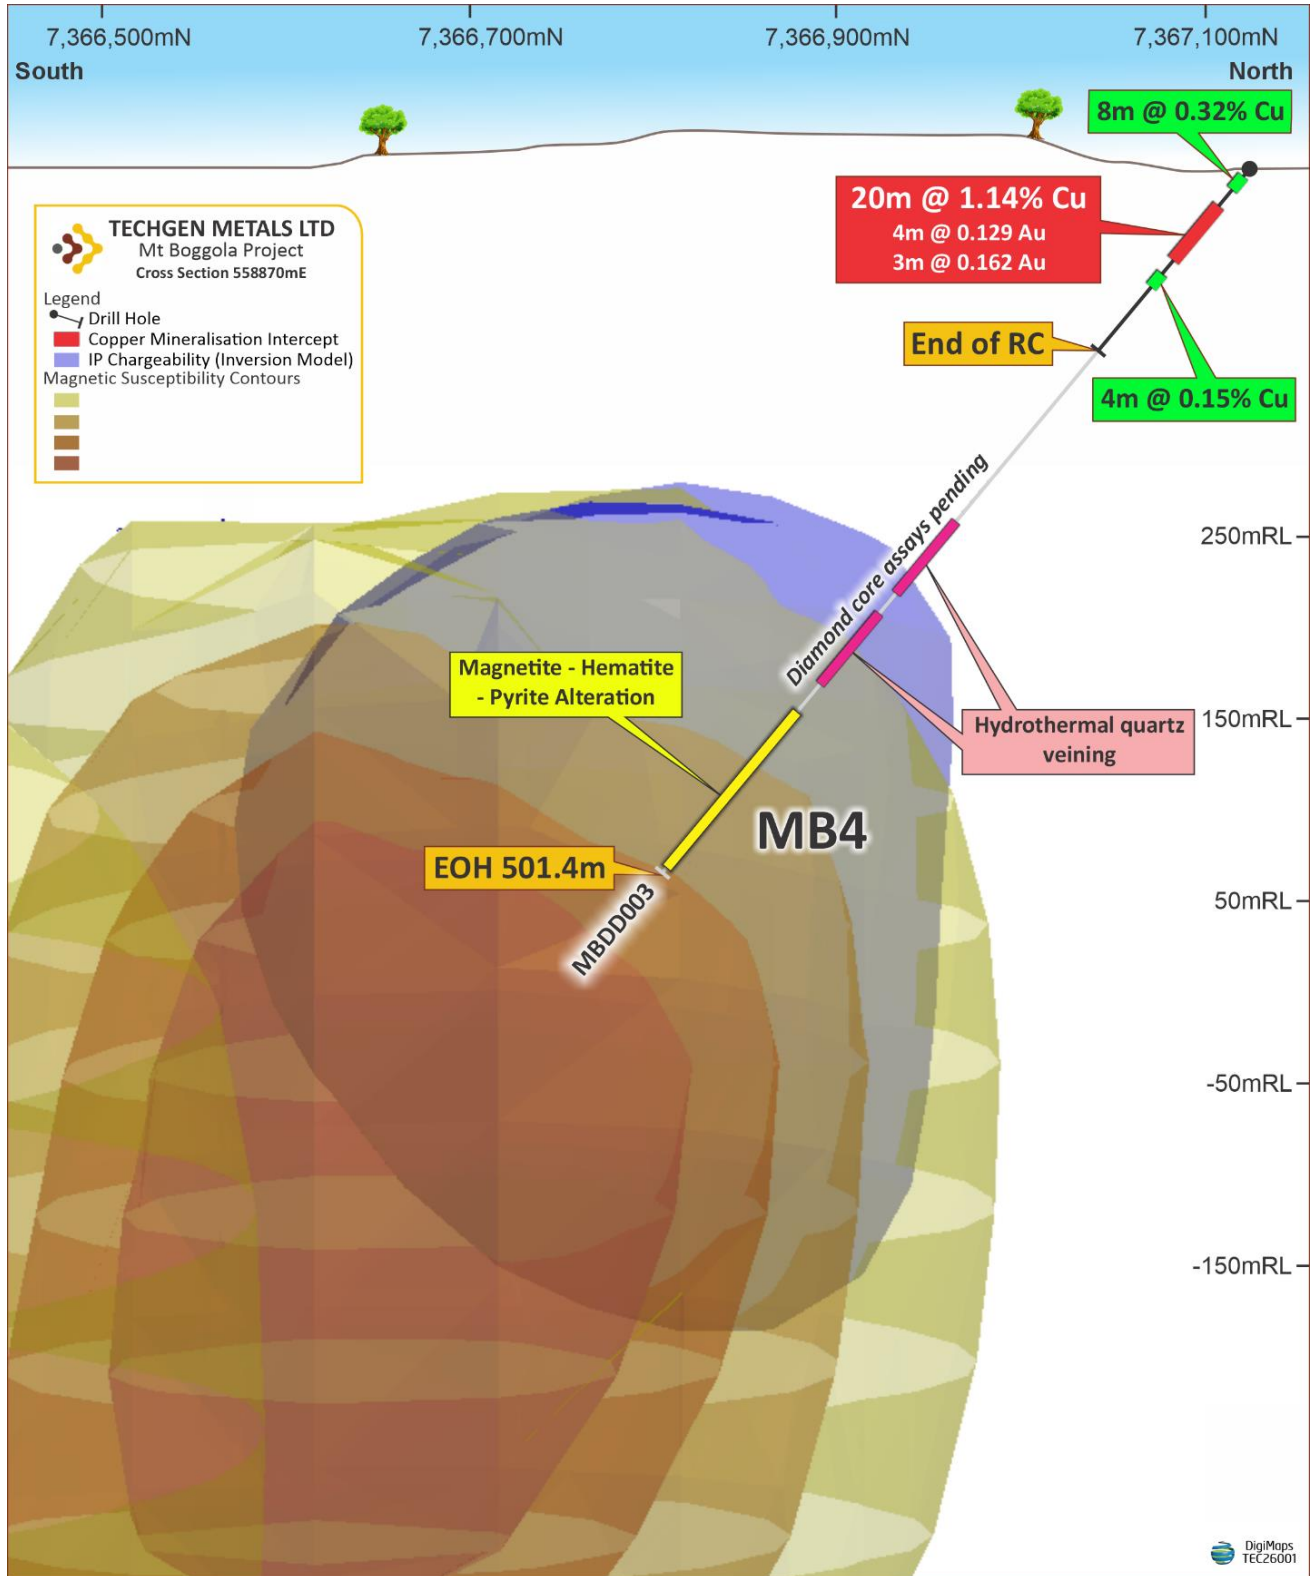 7,366,500mN
7,366,700mN
7,366,900mN
7,367,100mN
South
North
8m @ 0.32% Cu
20m @ 1.14% Cu
4m @ 0.129 Au
3m @ 0.162 Au
TECHGEN METALS LTD
Mt Boggola Project
Cross Section 558870mE
Legend
Drill Hole
Copper Mineralisation Intercept
IP Chargeability (Inversion Model)
Magnetic Susceptibility Contours
End of RC
4m @ 0.15% Cu
Diamond core assays pending
250mRL
Magnetite - Hematite
- Pyrite Alteration
Hydrothermal quartz
veining
150mRL
MB4
EOH 501.4m
50mRL
MBDD003
-50mRL
-150mRL
DigiMaps
TEC26001